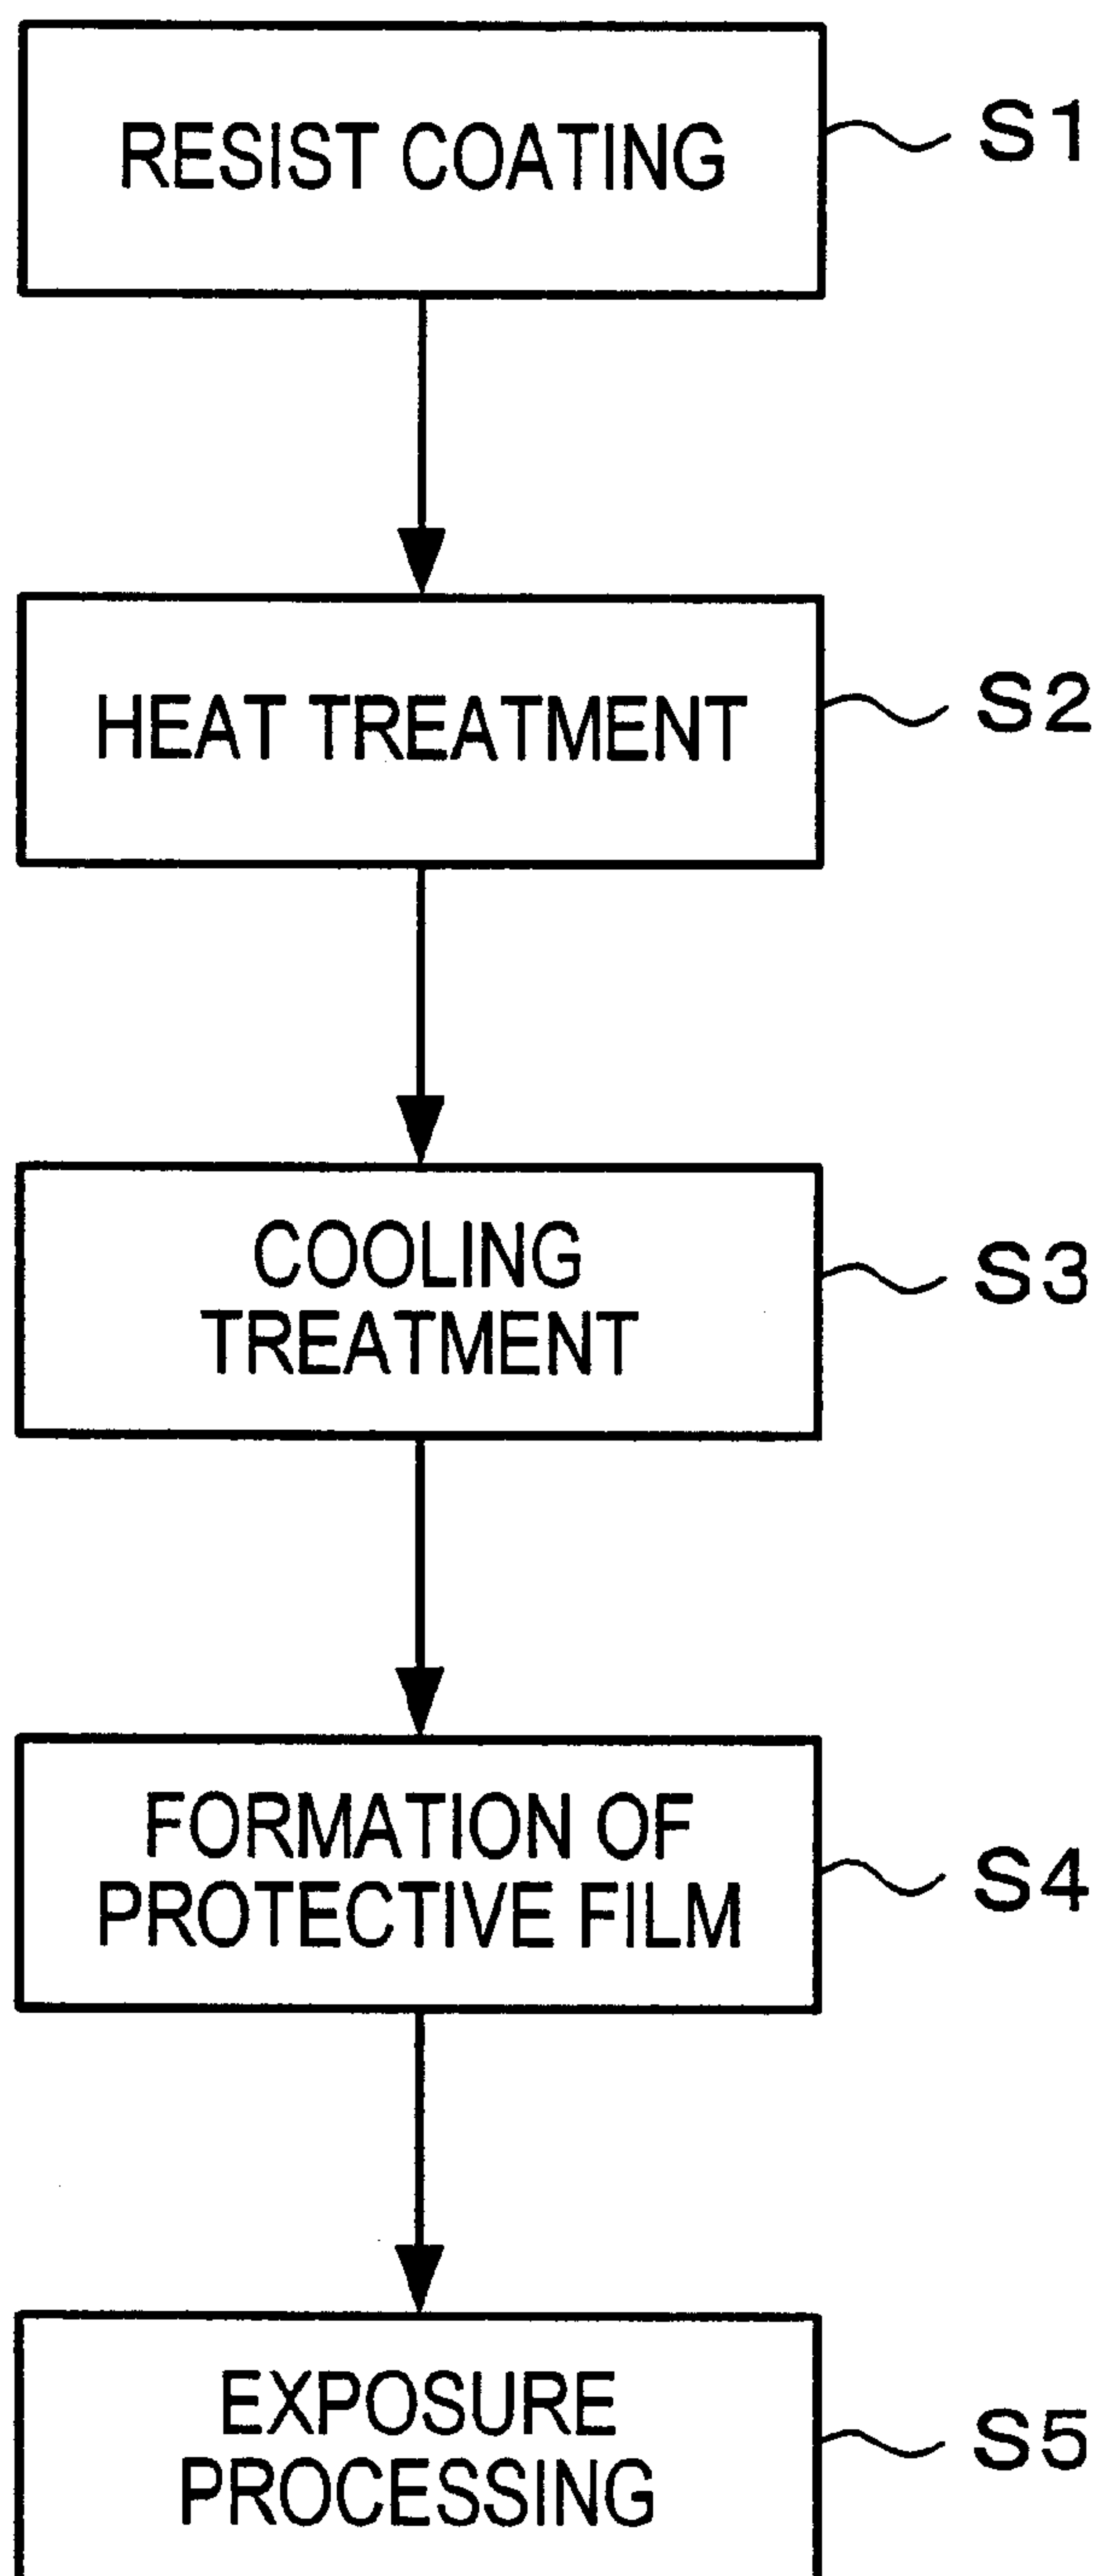 RESIST COATING
S1
HEAT TREATMENT
S2
COOLING
TREATMENT
S3
FORMATION OF
PROTECTIVE FILM
S4
EXPOSURE
PROCESSING
S5